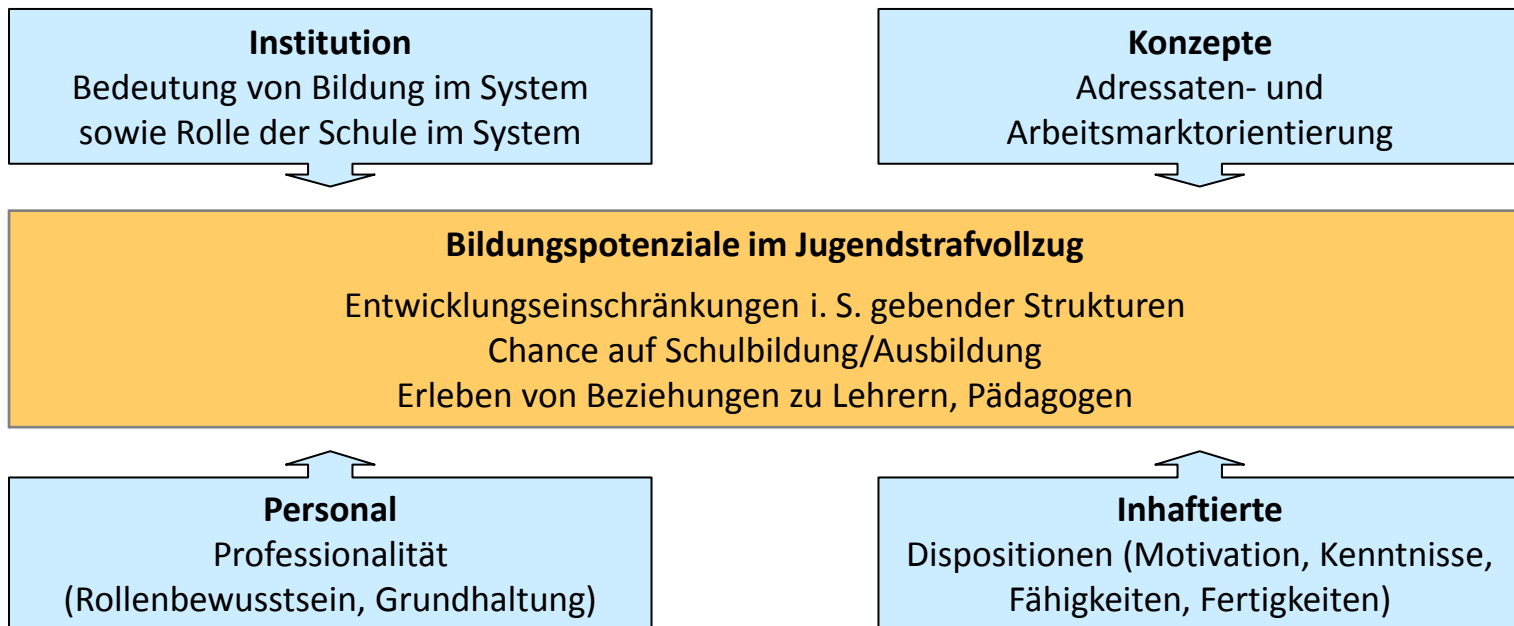 Institution
Bedeutung von Bildung im System
sowie Rolle der Schule im System
Konzepte
Adressaten- und
Arbeitsmarktorientierung
Bildungspotenziale im Jugendstrafvollzug
Entwicklungseinschränkungen i. S. gebender Strukturen
Chance auf Schulbildung/Ausbildung
Erleben von Beziehungen zu Lehrern, Pädagogen
Personal
Professionalität
(Rollenbewusstsein, Grundhaltung)
Inhaftierte
Dispositionen (Motivation, Kenntnisse,
Fähigkeiten, Fertigkeiten)